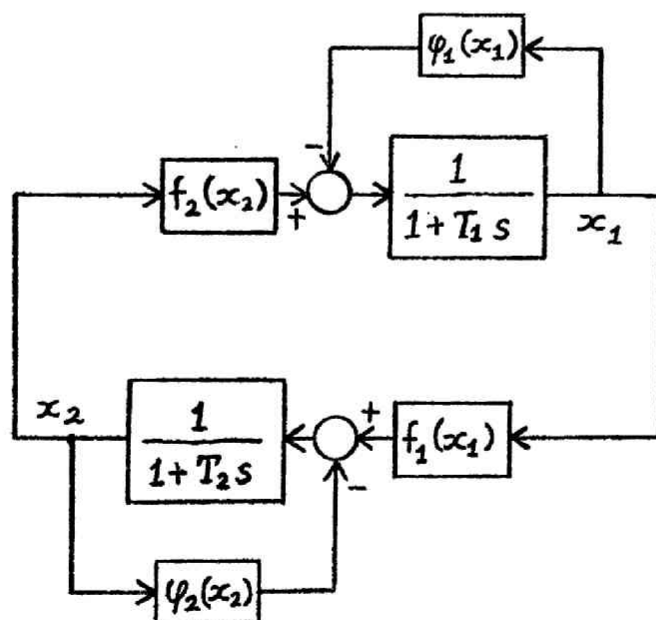 φ₁(x₁)
−
f₂(x₂)
+
1
1 + T₁ s
x₁
x₂
1
1 + T₂ s
+
f₁(x₁)
−
φ₂(x₂)